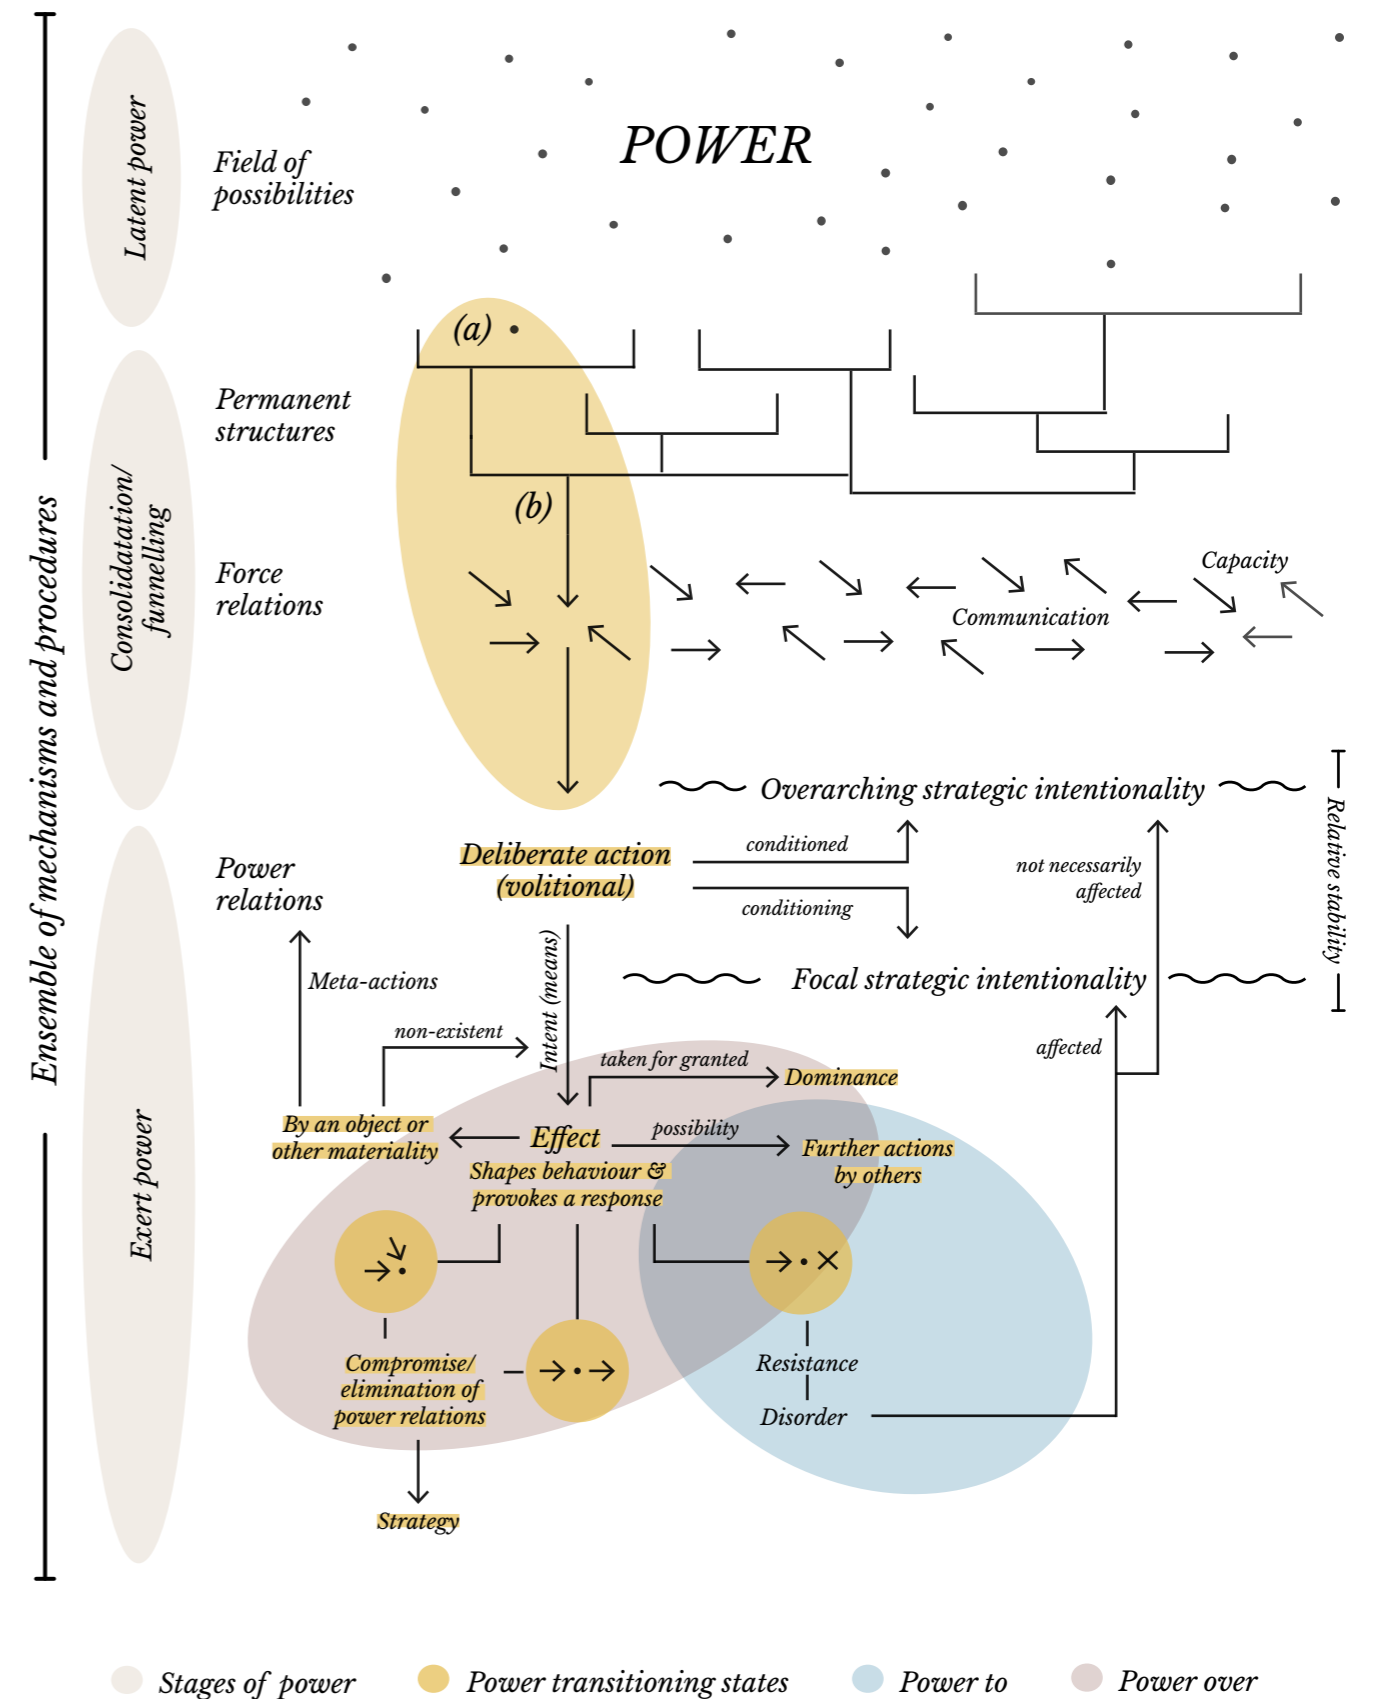 POWER
Latent power
Field of
possibilities
(a)
Permanent
structures
Consolidatation/
funnelling
(b)
Ensemble of mechanisms and procedures
Force
relations
Capacity
Communication
Overarching strategic intentionality
Relative stability
Deliberate action
(volitional)
conditioned
conditioning
not necessarily
affected
Power
relations
Focal strategic intentionality
Meta-actions
Intent (means)
non-existent
affected
taken for granted
Dominance
Exert power
By an object or
other materiality
Effect
possibility
Further actions
by others
Shapes behaviour &
provokes a response
Compromise/
elimination of
power relations
Resistance
Disorder
Strategy
Stages of power
Power transitioning states
Power to
Power over